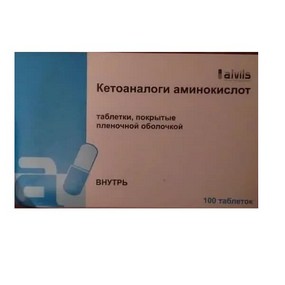 alvils
Кетоаналоги аминокислот
таблетки, покрытые
пленочной оболочкой
ВНУТРЬ
100 таблеток